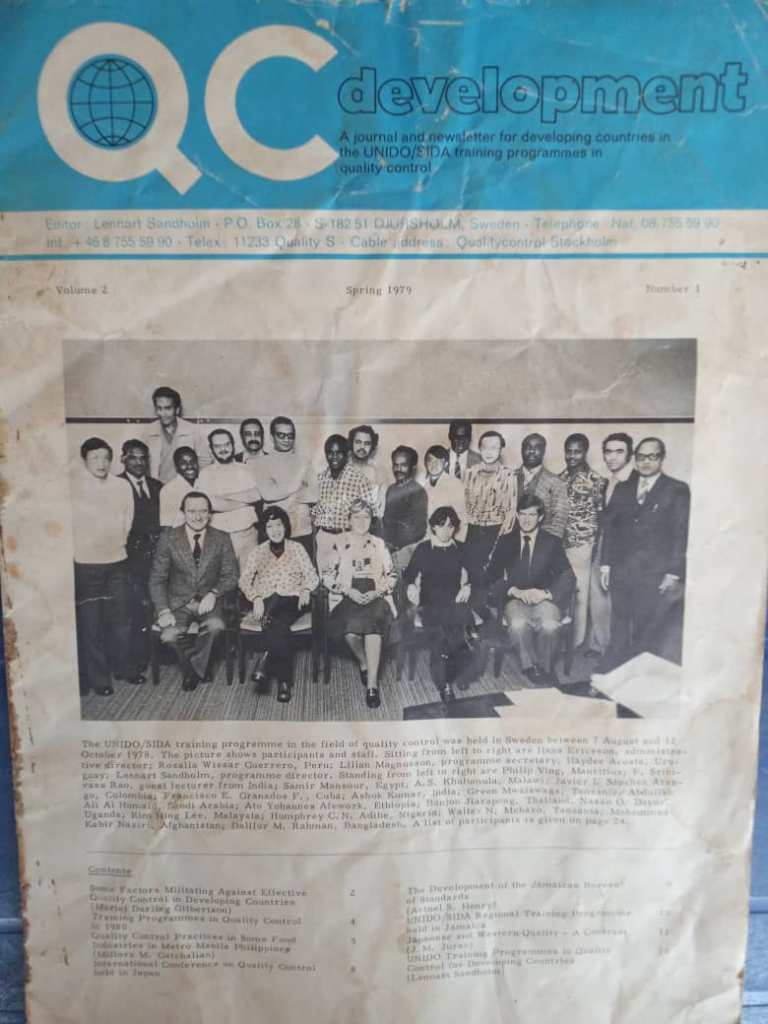 QC development
A journal and newsletter for developing countries in
the UNIDO/SIDA training programmes in
quality control
Editor: Lennart Sandholm · P.O. Box 28 · S-182 51 DJURSHOLM, Sweden · Telephone: Nat. 08.755 59 90
Int. +46 8 755 59 90 · Telex: 11233 Quality S · Cable address: Qualitycontrol Stockholm
Volume 2 Spring 1979 Number 1
The UNIDO/SIDA training programme in the field of quality control was held in Sweden between 7 August and 12
October 1978. The picture shows participants and staff. Sitting from left to right are Hans Ericsson, administra-
tive director; Rosalia Wissar Guerrero, Peru; Lilian Magnusson, programme secretary, Haydee Acosta, Uru-
guay; Lennart Sandholm, programme director. Standing from left to right are Philip Ving, Mauritius; F. Srini-
vasa Rao, guest lecturer from India; Samir Mansour, Egypt, A.S. Khulumula, Malawi; Javier L. Sanchez
go, Colombia; Francisco E. Granados F., Cuba; Ashok Kumar, India; Green Mwaiswaga, Tanzania; Abdullah
Ali Al Humaid, Saudi Arabia; Ato Yohannes Afework, Ethiopia; Banjon Jiarapong, Thailand, Nassu O.
Uganda; Kim Hing Lee, Malaysia; Humphrey C.N. Adibe, Nigeria; Walter N. Mchavo, Tanzania; Mohammad
Kabir Naziri, Afghanistan; Dalilur M. Rahman, Bangladesh. A list of participants is given on page 24.
Contents
Some Factors Militating Against Effective 2
Quality Control in Developing Countries
(Mariel Darling Gilbertson)
Training Programmes in Quality Control 4
in 1980
Quality Control Practices in Some Food 5
Industries in Metro Manila Philippines
(Miflora M. Gatchalian)
International Conference on Quality Control 8
held in Japan
The Development of the Jamaican Bureau
of Standards
(Artnel S. Henry)
UNIDO/SIDA Regional Training Programme
held in Jamaica
Japanese and Western Quality - A Contrast
(J. M. Juran)
UNIDO Training Programmes in Quality
Control for Developing Countries
(Lennart Sandholm)